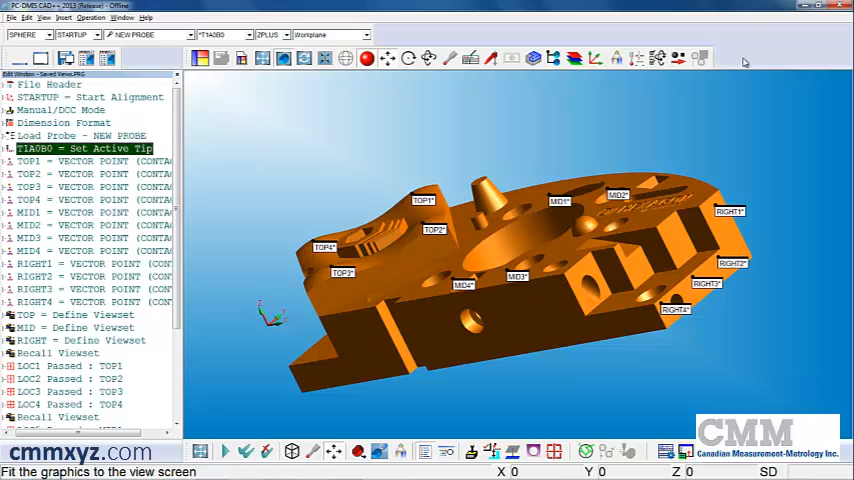 PC-DMIS CAD++ 2013 (Release) - Offline
File Edit View Insert Operation Window Help
SPHERE STARTUP NEW PROBE *T1A0B0 ZPLUS Workplane
Edit Window - Saved Views.PRG
File Header
STARTUP = Start Alignment
Manual/DCC Mode
Dimension Format
Load Probe - NEW PROBE
T1A0B0 = Set Active Tip
TOP1 = VECTOR POINT (CONTA
TOP2 = VECTOR POINT (CONTA
TOP3 = VECTOR POINT (CONTA
TOP4 = VECTOR POINT (CONTA
MID1 = VECTOR POINT (CONTA
MID2 = VECTOR POINT (CONTA
MID3 = VECTOR POINT (CONTA
MID4 = VECTOR POINT (CONTA
RIGHT1 = VECTOR POINT (CONT
RIGHT2 = VECTOR POINT (CONT
RIGHT3 = VECTOR POINT (CONT
RIGHT4 = VECTOR POINT (CONT
TOP = Define Viewset
MID = Define Viewset
RIGHT = Define Viewset
Recall Viewset
LOC1 Passed : TOP1
LOC2 Passed : TOP2
LOC3 Passed : TOP3
LOC4 Passed : TOP4
Recall Viewset
TOP1*
TOP2*
TOP4*
TOP3*
MID1*
MID2*
MID4*
MID3*
RIGHT1*
RIGHT2*
RIGHT3*
RIGHT4*
Z
Y
X
CMM
Canadian Measurement-Metrology Inc.
cmmxyz.com
Fit the graphics to the view screen X 0 Y 0 Z 0 SD